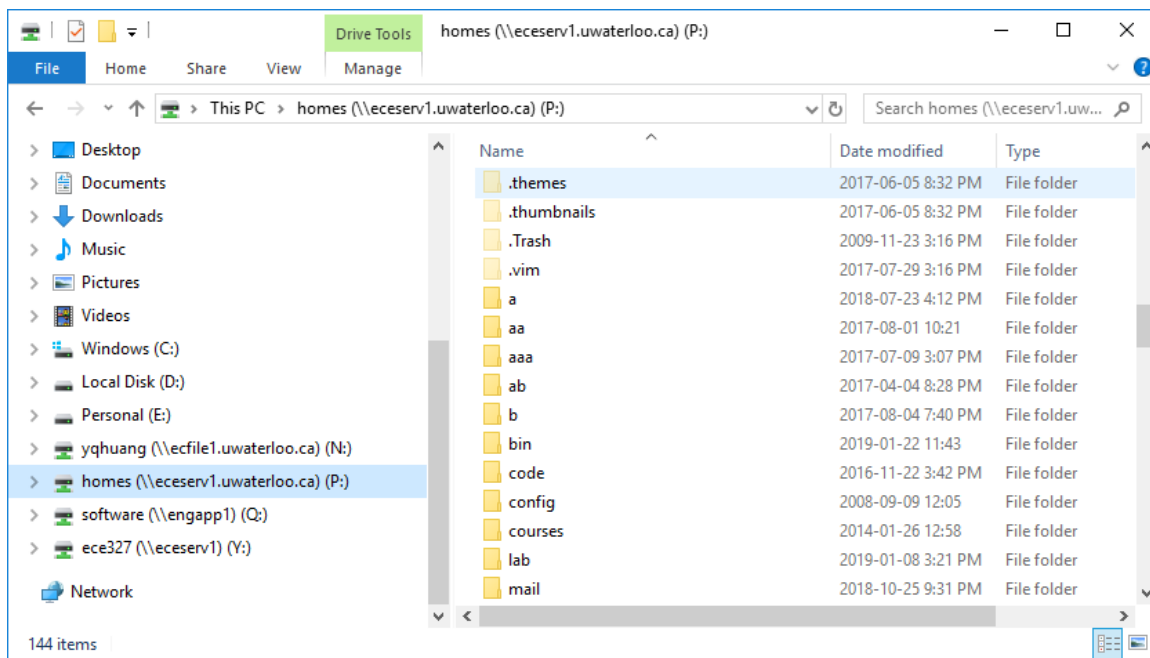 Drive Tools homes (\\eceserv1.uwaterloo.ca) (P:)
File Home Share View Manage
This PC homes (\\eceserv1.uwaterloo.ca) (P:) Search homes (\\eceserv1.uw...
Desktop
Documents
Downloads
Music
Pictures
Videos
Windows (C:)
Local Disk (D:)
Personal (E:)
yqhuang (\\ecfile1.uwaterloo.ca) (N:)
homes (\\eceserv1.uwaterloo.ca) (P:)
software (\\engapp1) (Q:)
ece327 (\\eceserv1) (Y:)
Network
Name Date modified Type
.themes 2017-06-05 8:32 PM File folder
.thumbnails 2017-06-05 8:32 PM File folder
.Trash 2009-11-23 3:16 PM File folder
.vim 2017-07-29 3:16 PM File folder
a 2018-07-23 4:12 PM File folder
aa 2017-08-01 10:21 File folder
aaa 2017-07-09 3:07 PM File folder
ab 2017-04-04 8:28 PM File folder
b 2017-08-04 7:40 PM File folder
bin 2019-01-22 11:43 File folder
code 2016-11-22 3:42 PM File folder
config 2008-09-09 12:05 File folder
courses 2014-01-26 12:58 File folder
lab 2019-01-08 3:21 PM File folder
mail 2018-10-25 9:31 PM File folder
144 items